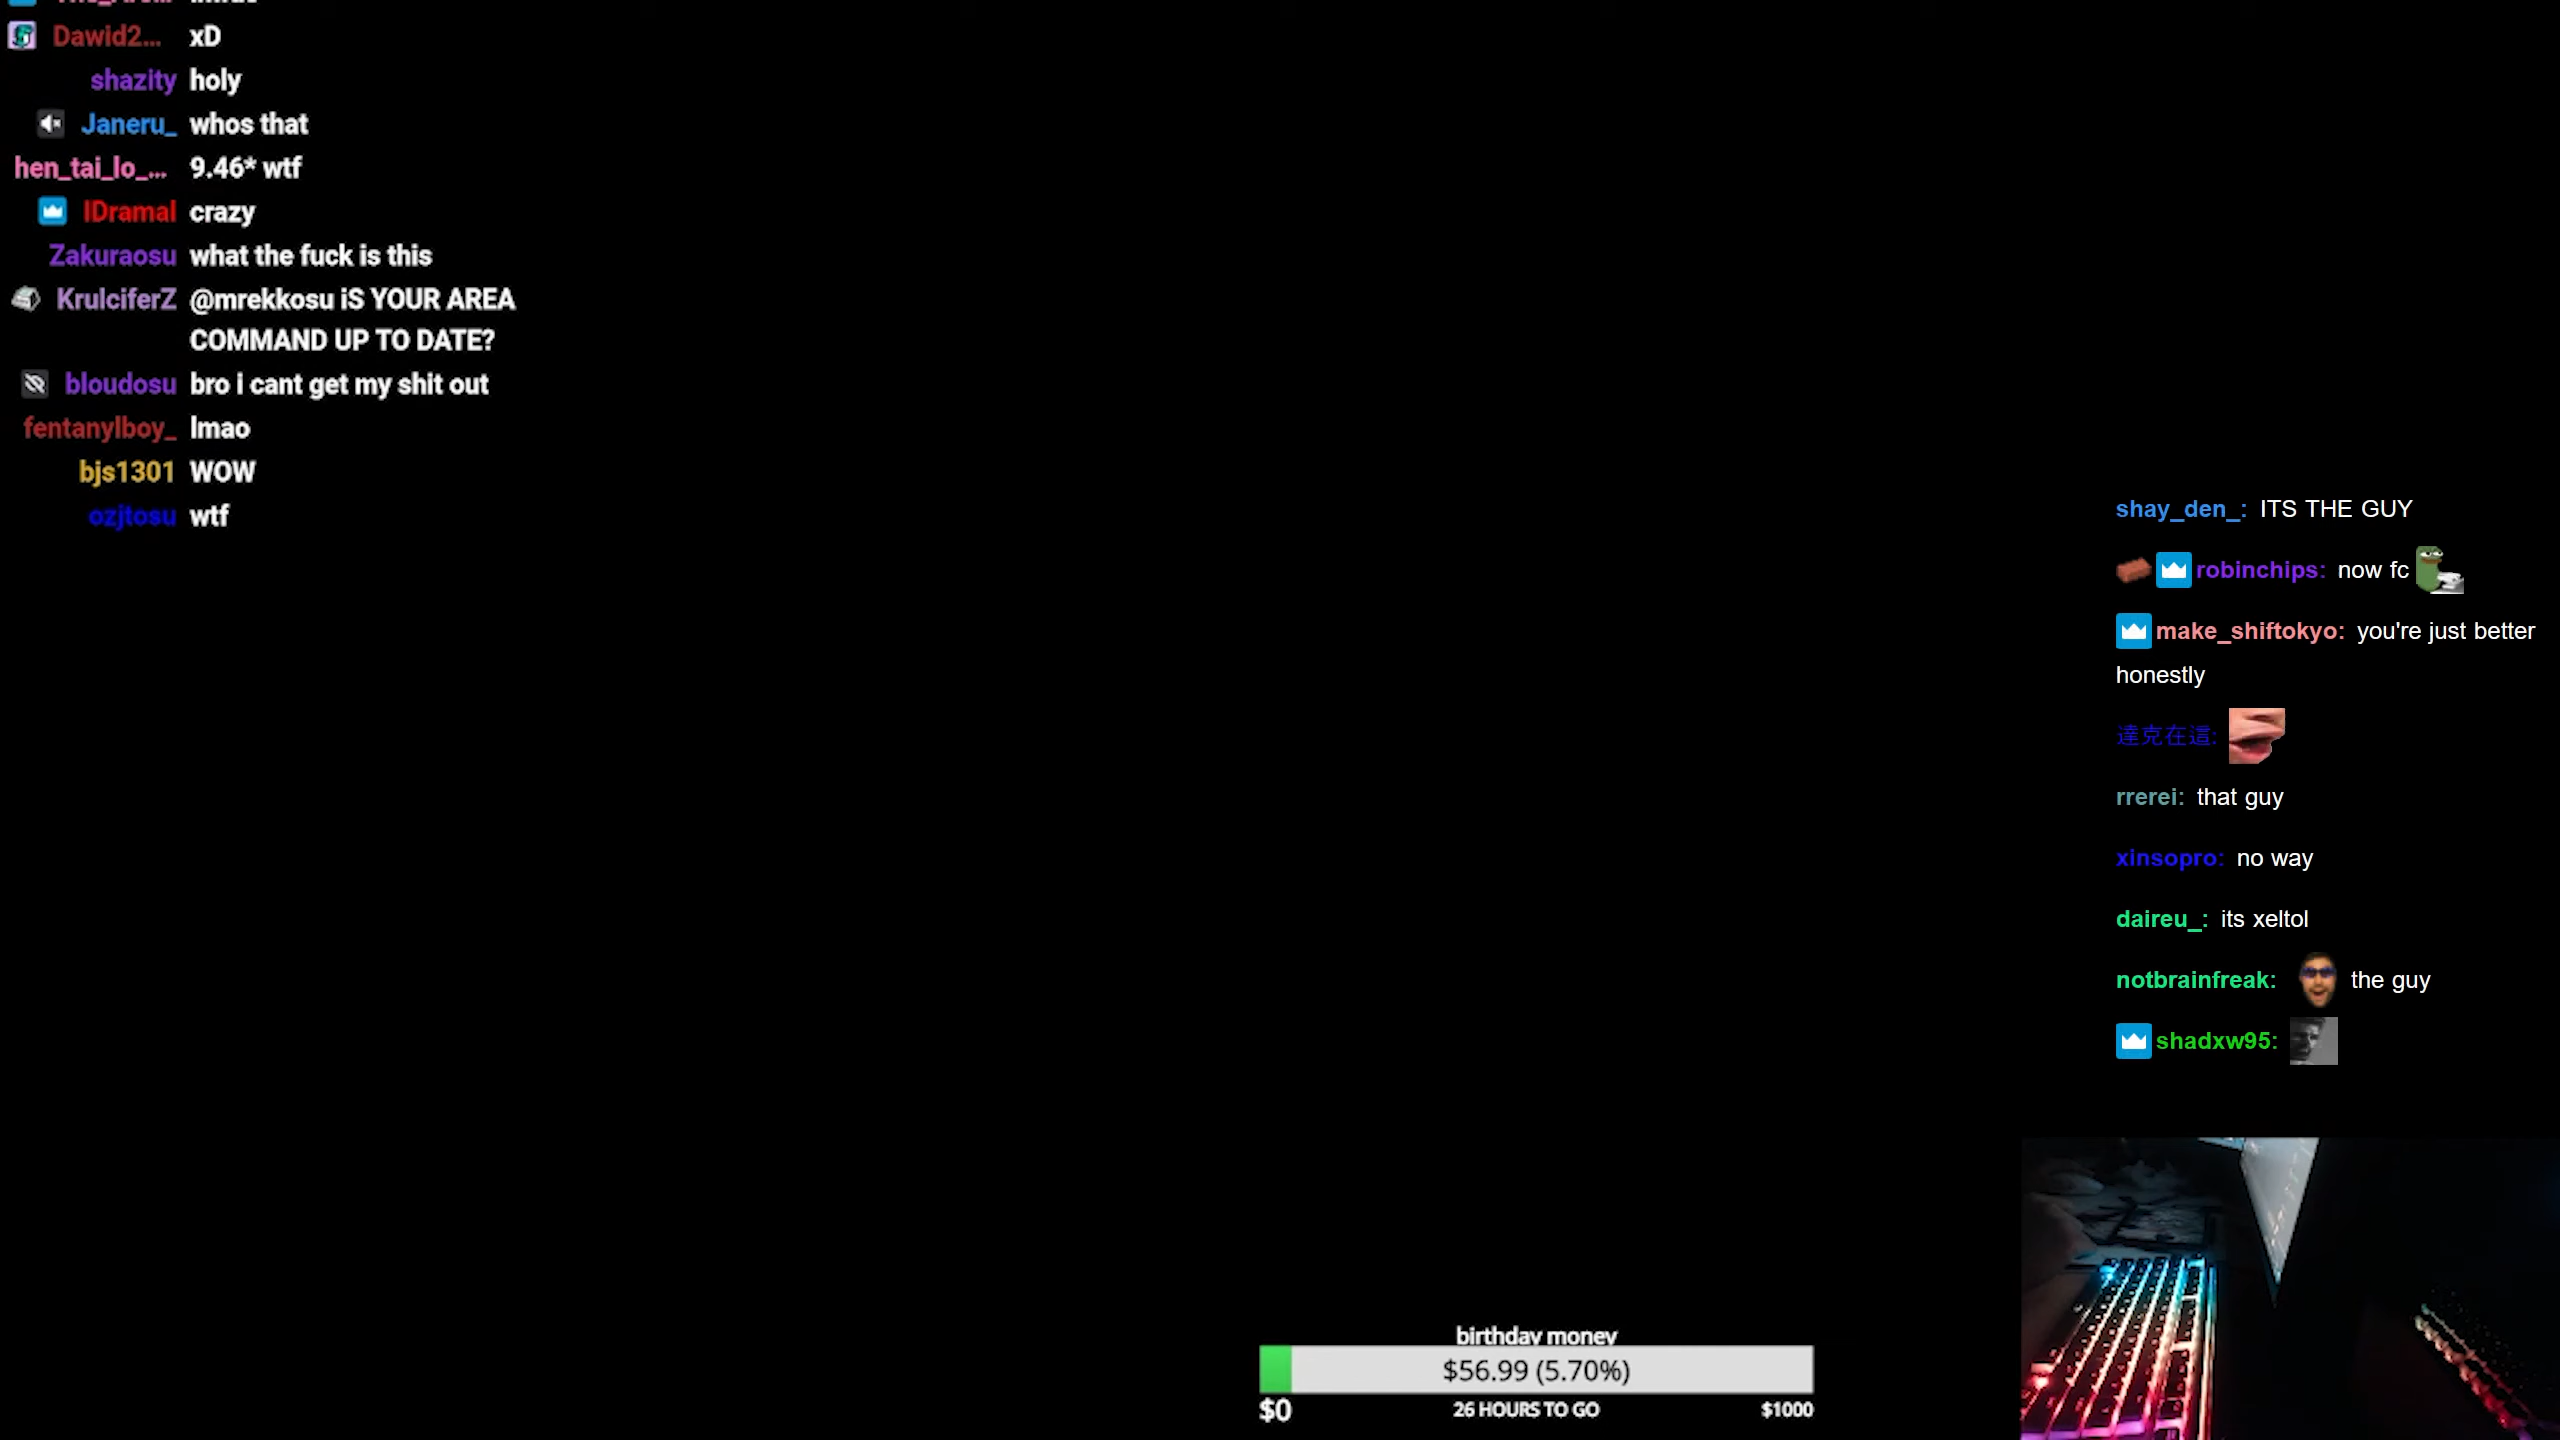 Dawid2... xD
shazity holy
Janeru_ whos that
hen_tai_lo_... 9.46* wtf
IDramaI crazy
Zakuraosu what the fuck is this
KrulciferZ @mrekkosu iS YOUR AREA
COMMAND UP TO DATE?
bloudosu bro i cant get my shit out
fentanylboy_ lmao
bjs1301 WOW
ozjtosu wtf
shay_den_: ITS THE GUY
robinchips: now fc
make_shiftokyo: you're just better
honestly
達克在這:
rrerei: that guy
xinsopro: no way
daireu_: its xeltol
notbrainfreak: the guy
shadxw95:
birthday money
$56.99 (5.70%)
$0 26 HOURS TO GO $1000